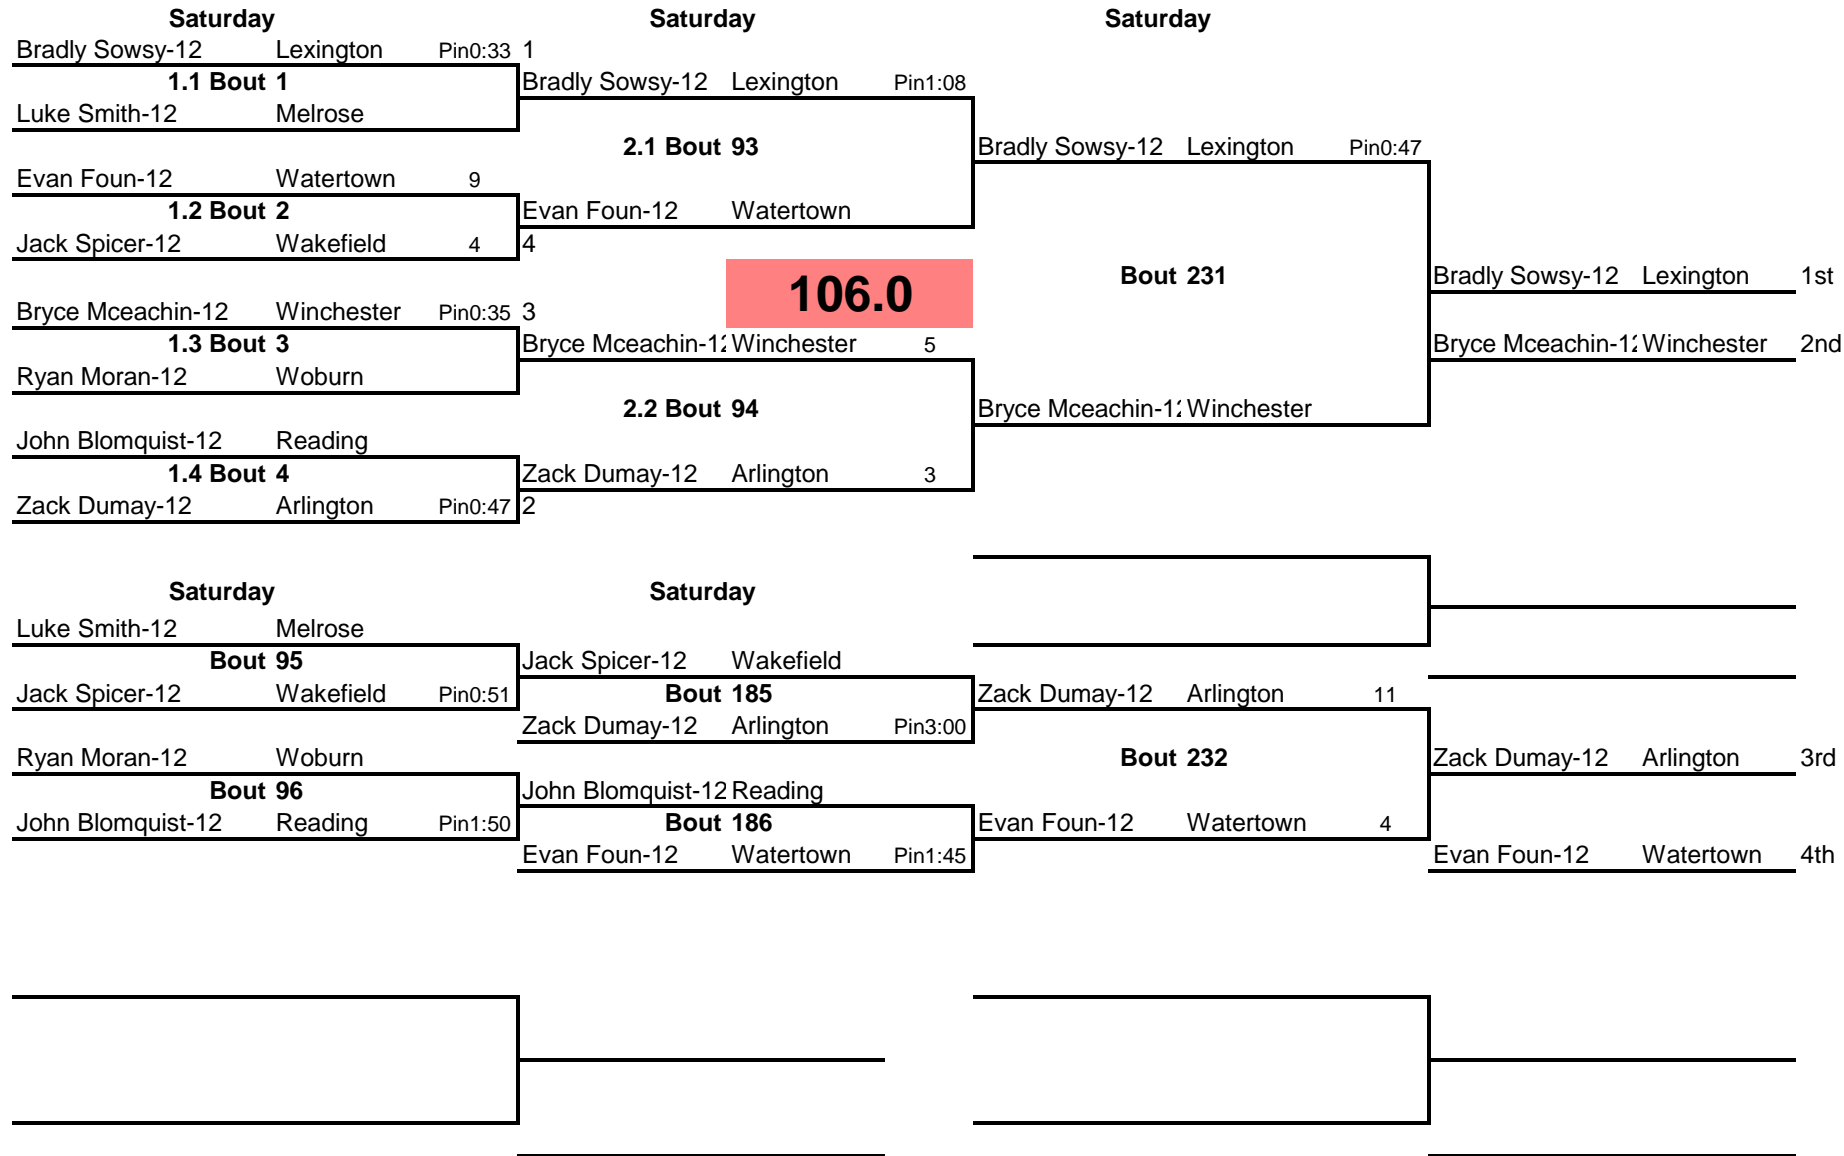 Saturday Saturday Saturday
Bradly Sowsy-12 Lexington Pin0:33 1
1.1 Bout 1 Bradly Sowsy-12 Lexington Pin1:08
Luke Smith-12 Melrose
2.1 Bout 93 Bradly Sowsy-12 Lexington Pin0:47
Evan Foun-12 Watertown 9
1.2 Bout 2 Evan Foun-12 Watertown
Jack Spicer-12 Wakefield 4 4
106.0 Bout 231 Bradly Sowsy-12 Lexington 1st
Bryce Mceachin-12 Winchester Pin0:35 3
1.3 Bout 3 Bryce Mceachin-12 Winchester 5 Bryce Mceachin-12 Winchester 2nd
Ryan Moran-12 Woburn
2.2 Bout 94 Bryce Mceachin-12 Winchester
John Blomquist-12 Reading
1.4 Bout 4 Zack Dumay-12 Arlington 3
Zack Dumay-12 Arlington Pin0:47 2
Saturday Saturday
Luke Smith-12 Melrose
Bout 95 Jack Spicer-12 Wakefield
Jack Spicer-12 Wakefield Pin0:51 Bout 185 Zack Dumay-12 Arlington 11
Zack Dumay-12 Arlington Pin3:00
Ryan Moran-12 Woburn Bout 232 Zack Dumay-12 Arlington 3rd
Bout 96 John Blomquist-12 Reading
John Blomquist-12 Reading Pin1:50 Bout 186 Evan Foun-12 Watertown 4
Evan Foun-12 Watertown Pin1:45 Evan Foun-12 Watertown 4th